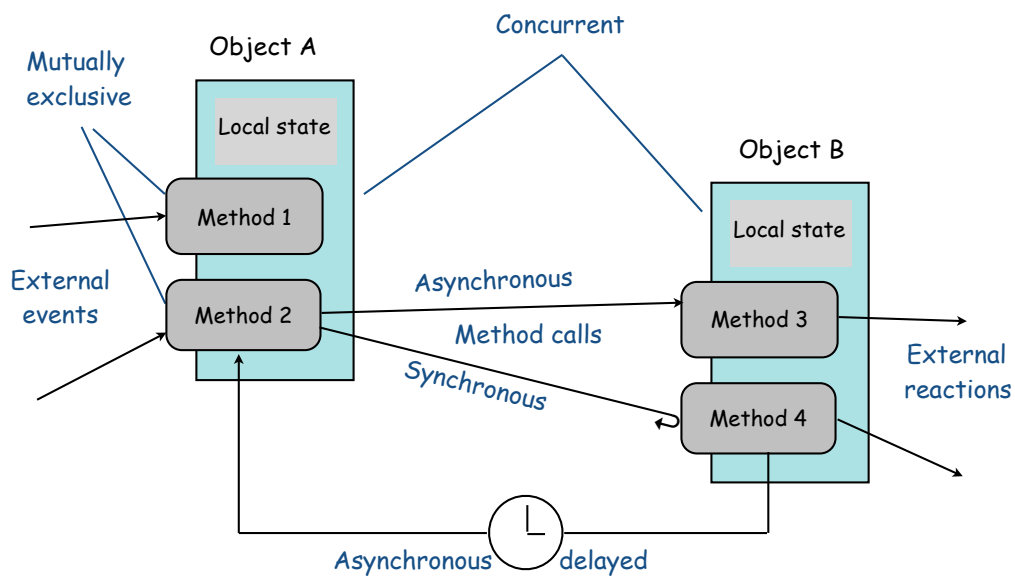 Concurrent
Object A
Mutually
exclusive
Local state
Object B
Method 1
Local state
External
events
Asynchronous
Method 2
Method 3
Method calls
External
reactions
Synchronous
Method 4
Asynchronous delayed